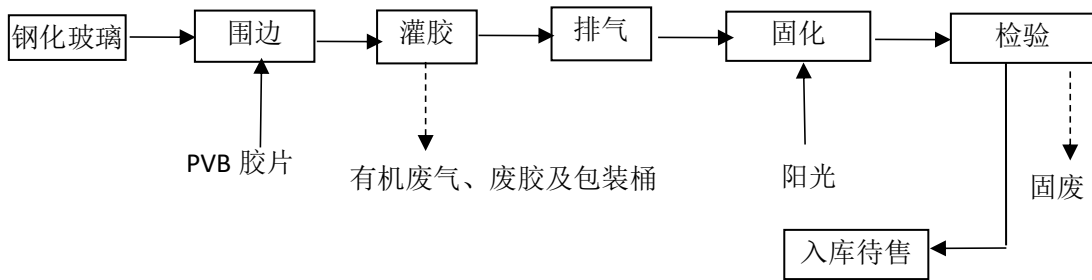 钢化玻璃
围边
灌胶
排气
固化
检验
PVB 胶片
有机废气、废胶及包装桶
阳光
固废
入库待售